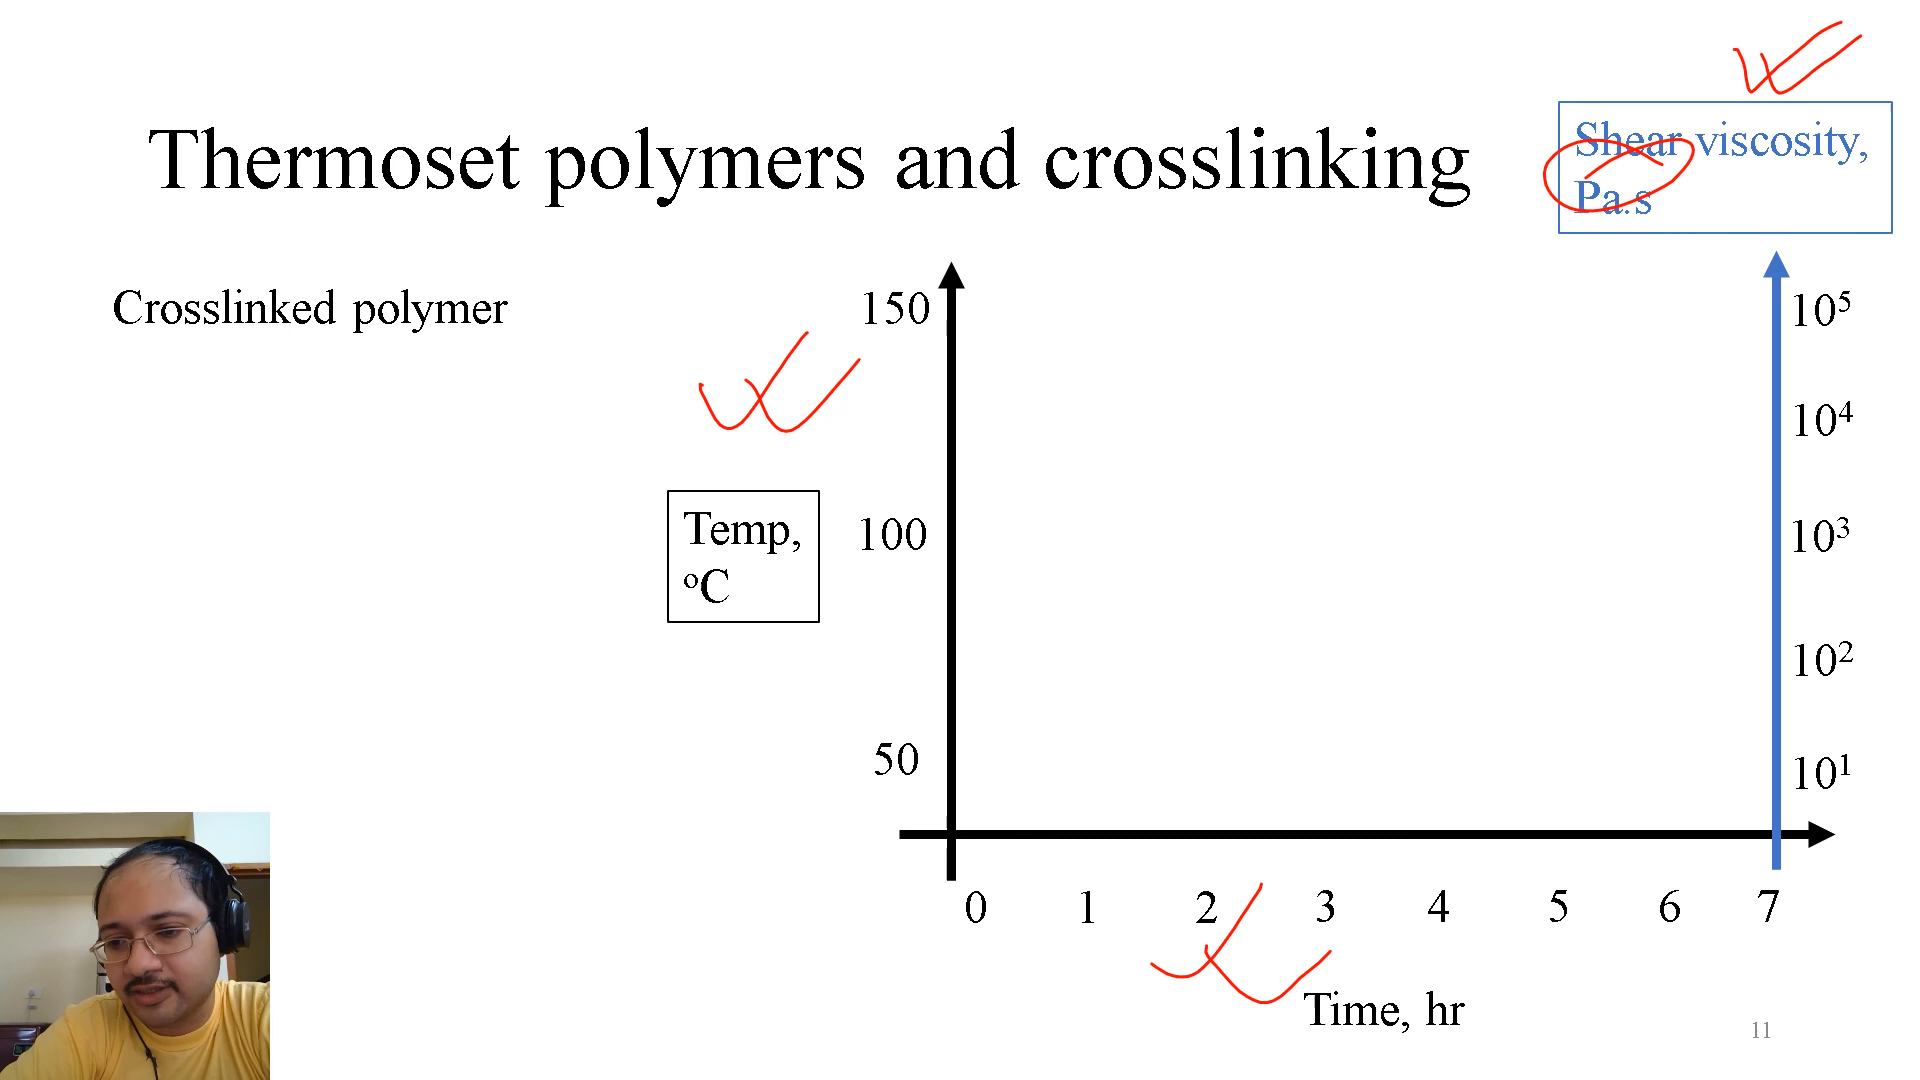 Thermoset polymers and crosslinking
Shear viscosity,
Pa.s
Crosslinked polymer
150
100
50
Temp,
ºC
10⁵
10⁴
10³
10²
10¹
0 1 2 3 4 5 6 7
Time, hr
11